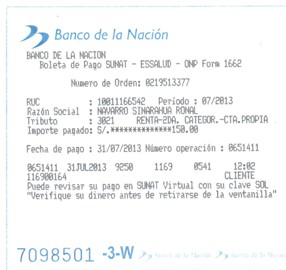 Banco de la Nación
BANCO DE LA NACION
Boleta de Pago SUNAT - ESSALUD - ONP Form 1662
Numero de Orden: 0219513377
RUC : 10011166542 Período : 07/2013
Razón Social : NAVARRO SINARAHUA RONAL
Tributo : 3021 RENTA-2DA. CATEGOR.-CTA.PROPIA
Importe pagado: S/.**************150.00
Fecha de pago : 31/07/2013 Número operación : 0651411
0651411 31JUL2013 9250 1169 0541 12:02
116900164 CLIENTE
Puede revisar su pago en SUNAT Virtual con su clave SOL
"Verifique su dinero antes de retirarse de la ventanilla"
7098501 -3-W Banco de la Nación Banco de la Nación